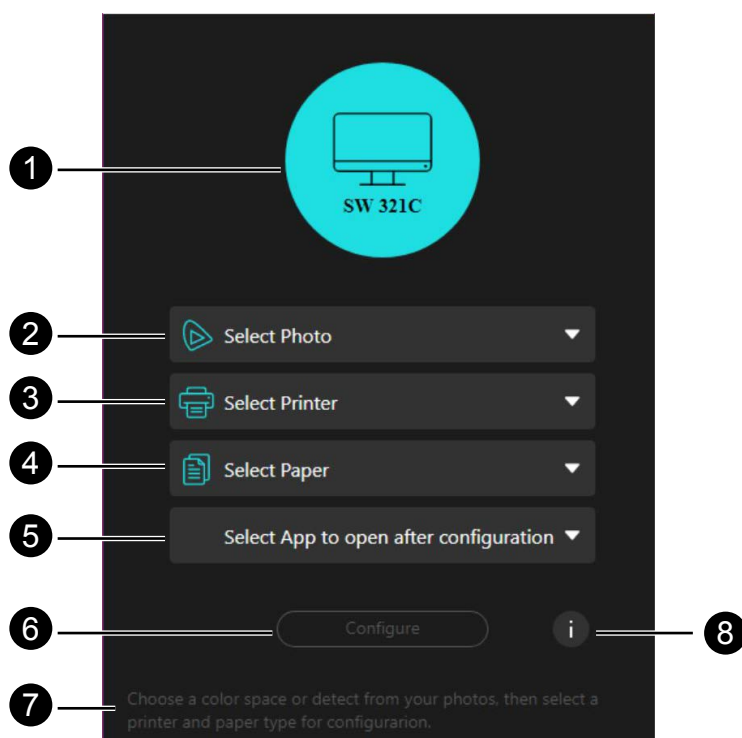 1
SW 321C
2
Select Photo
3
Select Printer
4
Select Paper
5
Select App to open after configuration
6
Configure
i
8
7
Choose a color space or detect from your photos, then select a
printer and paper type for configurarion.